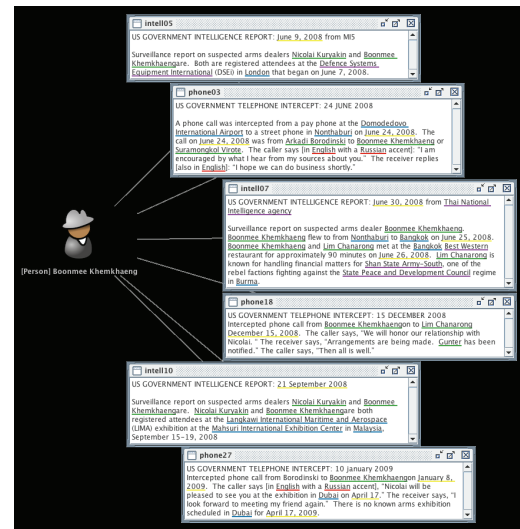 intell05
US GOVERNMENT INTELLIGENCE REPORT: June 9, 2008 from MI5
Surveillance report on suspected arms dealers Nicolai Kuryakin and Boonmee
Khemkhaengare. Both are registered attendees at the Defence Systems
Equipment International (DSEi) in London that began on June 7, 2008.
phone03
US GOVERNMENT TELEPHONE INTERCEPT: 24 JUNE 2008
A phone call was intercepted from a pay phone at the Domodedovo
International Airport to a street phone in Nonthaburi on June 24, 2008. The
call on June 24, 2008 was from Arkadi Borodinski to Boonmee Khemkhaeng or
Suramongkol Virote. The caller says [in English with a Russian accent]: "I am
encouraged by what I hear from my sources about you." The receiver replies
[also in English]: "I hope we can do business shortly."
intell07
US GOVERNMENT INTELLIGENCE REPORT: June 30, 2008 from Thai National
Intelligence agency
Surveillance report on suspected arms dealer Boonmee Khemkhaeng.
Boonmee Khemkhaeng flew to from Nonthaburi to Bangkok on June 25, 2008.
Boonmee Khemkhaeng and Lim Chanarong met at the Bangkok Best Western
restaurant for approximately 90 minutes on June 26, 2008. Lim Chanarong is
known for handling financial matters for Shan State Army-South, one of the
rebel factions fighting against the State Peace and Development Council regime
in Burma.
[Person] Boonmee Khemkhaeng
phone18
US GOVERNMENT TELEPHONE INTERCEPT: 15 DECEMBER 2008
Intercepted phone call from Boonmee Khemkhaengon to Lim Chanarong
December 15, 2008. The caller says, "We will honor our relationship with
Nicolai. " The receiver says, "Arrangements are being made. Gunter has been
notified." The caller says, "Then all is well."
intell10
US GOVERNMENT INTELLIGENCE REPORT: 21 September 2008
Surveillance report on suspected arms dealers Nicolai Kuryakin and Boonmee
Khemkhaengare. Nicolai Kuryakin and Boonmee Khemkhaengare both
registered attendees at the Langkawi International Maritime and Aerospace
(LIMA) exhibition at the Mahsuri International Exhibition Center in Malaysia,
September 15-19, 2008
phone27
US GOVERNMENT TELEPHONE INTERCEPT: 10 january 2009
Intercepted phone call from Borodinski to Boonmee Khemkhaengon January 8,
2009. The caller says [in English with a Russian accent], "Nicolai will be
pleased to see you at the exhibition in Dubai on April 17." The receiver says, "I
look forward to meeting my friend again." There is no known arms exhibition
scheduled in Dubai for April 17, 2009.